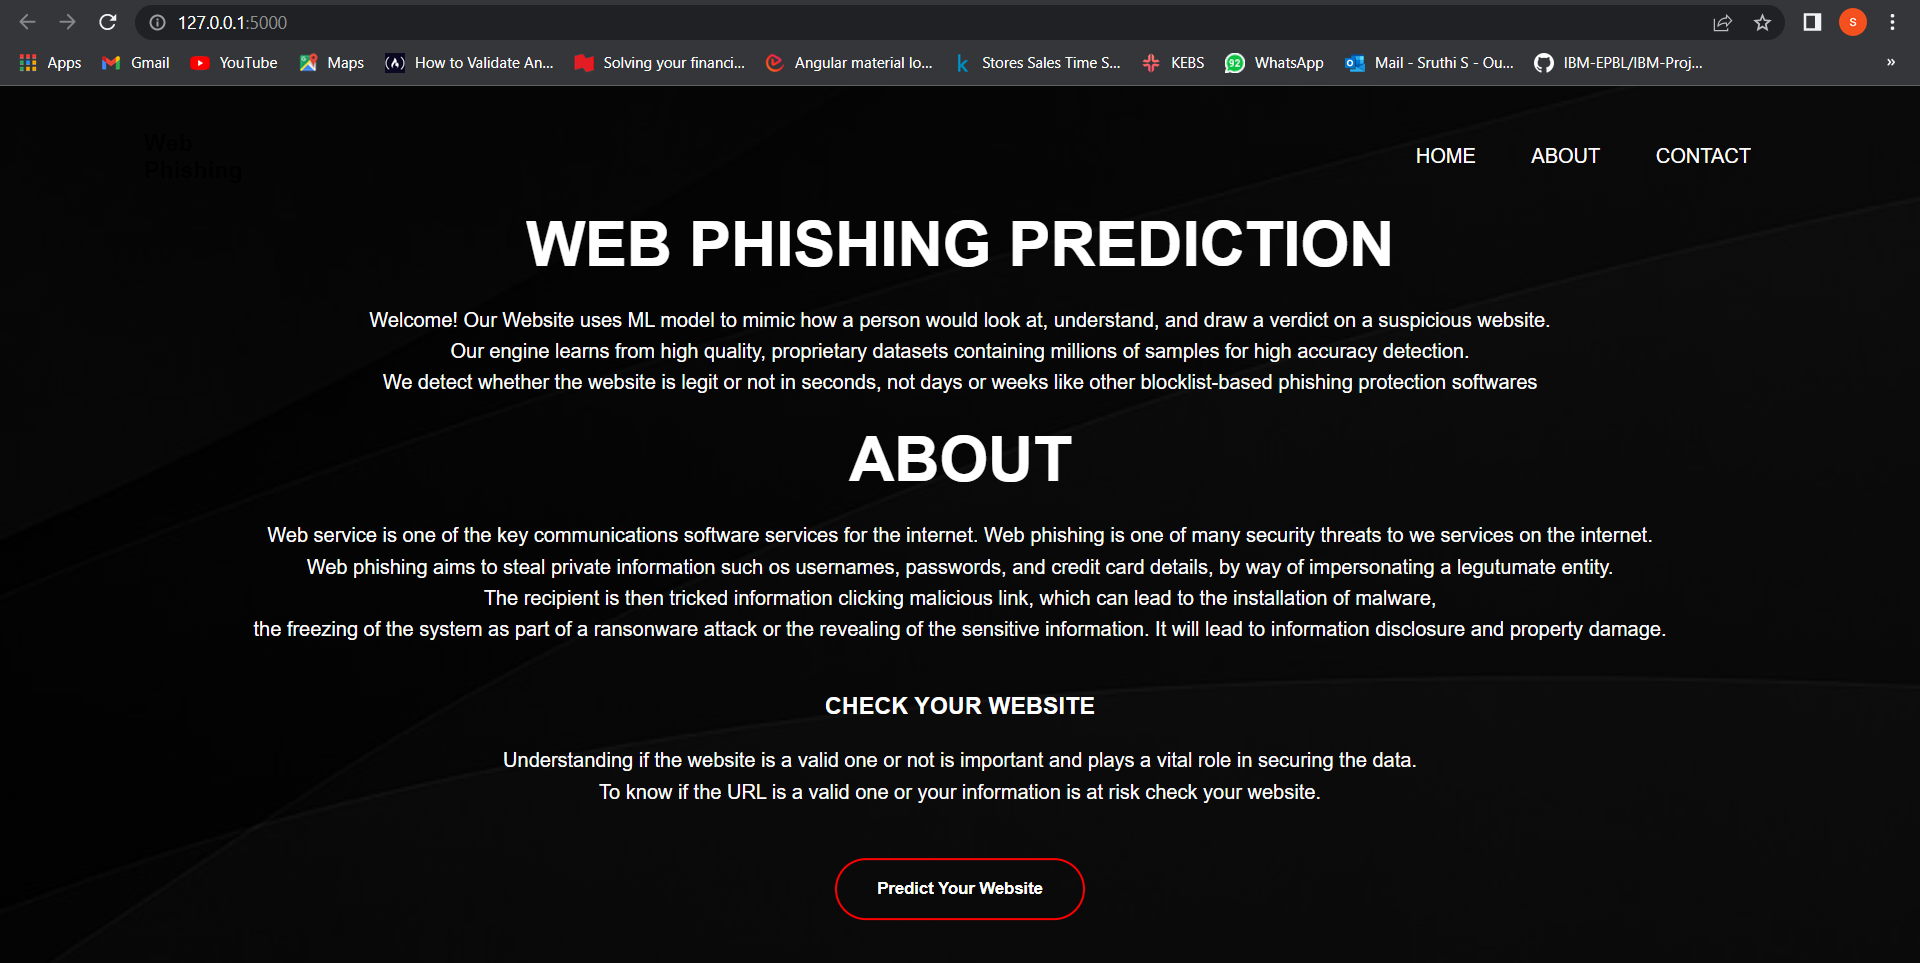 127.0.0.1:5000
Apps Gmail YouTube Maps How to Validate An... Solving your financi... Angular material lo... Stores Sales Time S... KEBS WhatsApp Mail - Sruthi S - Ou... IBM-EPBL/IBM-Proj... »
Web
Phishing
HOME ABOUT CONTACT
WEB PHISHING PREDICTION
Welcome! Our Website uses ML model to mimic how a person would look at, understand, and draw a verdict on a suspicious website.
Our engine learns from high quality, proprietary datasets containing millions of samples for high accuracy detection.
We detect whether the website is legit or not in seconds, not days or weeks like other blocklist-based phishing protection softwares
ABOUT
Web service is one of the key communications software services for the internet. Web phishing is one of many security threats to we services on the internet.
Web phishing aims to steal private information such os usernames, passwords, and credit card details, by way of impersonating a legutumate entity.
The recipient is then tricked information clicking malicious link, which can lead to the installation of malware,
the freezing of the system as part of a ransonware attack or the revealing of the sensitive information. It will lead to information disclosure and property damage.
CHECK YOUR WEBSITE
Understanding if the website is a valid one or not is important and plays a vital role in securing the data.
To know if the URL is a valid one or your information is at risk check your website.
Predict Your Website